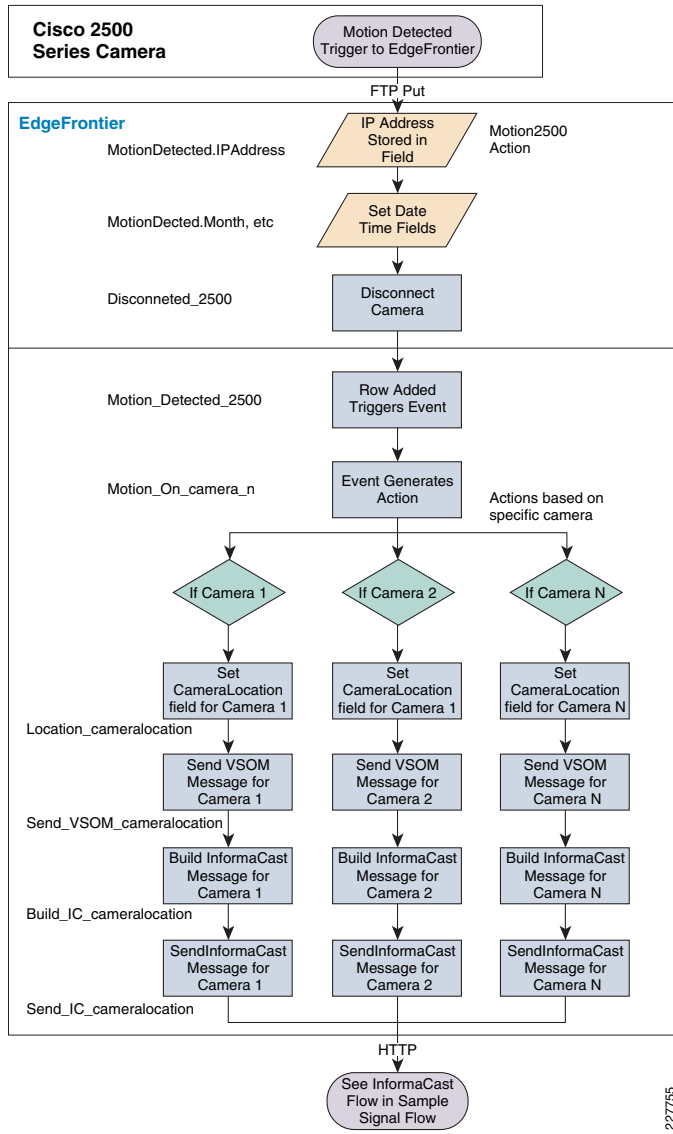 Cisco 2500
Series Camera
Motion Detected
Trigger to EdgeFrontier
FTP Put
EdgeFrontier
MotionDetected.IPAddress
IP Address
Stored in
Field
Motion2500
Action
MotionDected.Month, etc
Set Date
Time Fields
Disconneted_2500
Disconnect
Camera
Motion_Detected_2500
Row Added
Triggers Event
Motion_On_camera_n
Event Generates
Action
Actions based on
specific camera
If Camera 1
If Camera 2
If Camera N
Set
CameraLocation
field for Camera 1
Set
CameraLocation
field for Camera 1
Set
CameraLocation
field for Camera N
Location_cameralocation
Send VSOM
Message for
Camera 1
Send VSOM
Message for
Camera 2
Send VSOM
Message for
Camera N
Send_VSOM_cameralocation
Build InformaCast
Message for
Camera 1
Build InformaCast
Message for
Camera 2
Build InformaCast
Message for
Camera N
Build_IC_cameralocation
SendInformaCast
Message for
Camera 1
SendInformaCast
Message for
Camera 2
SendInformaCast
Message for
Camera N
Send_IC_cameralocation
HTTP
See InformaCast
Flow in Sample
Signal Flow
227755